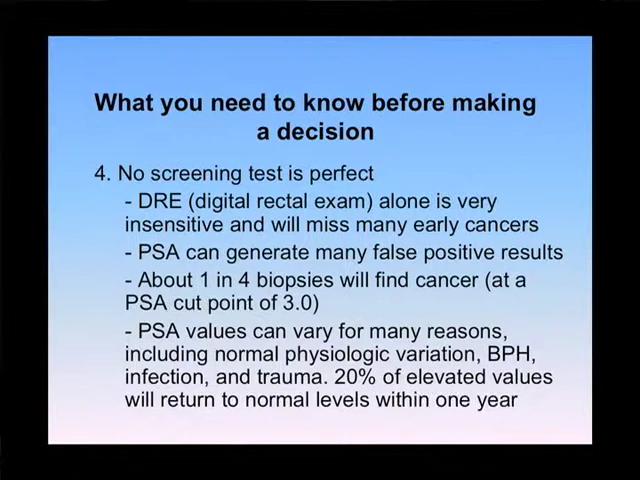 What you need to know before making
a decision
4. No screening test is perfect
- DRE (digital rectal exam) alone is very
insensitive and will miss many early cancers
- PSA can generate many false positive results
- About 1 in 4 biopsies will find cancer (at a
PSA cut point of 3.0)
- PSA values can vary for many reasons,
including normal physiologic variation, BPH,
infection, and trauma. 20% of elevated values
will return to normal levels within one year